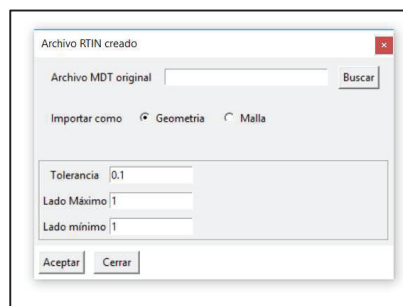 Archivo RTIN creado
Archivo MDT original Buscar
Importar como Geometria Malla
Tolerancia 0.1
Lado Máximo 1
Lado mínimo 1
Aceptar Cerrar